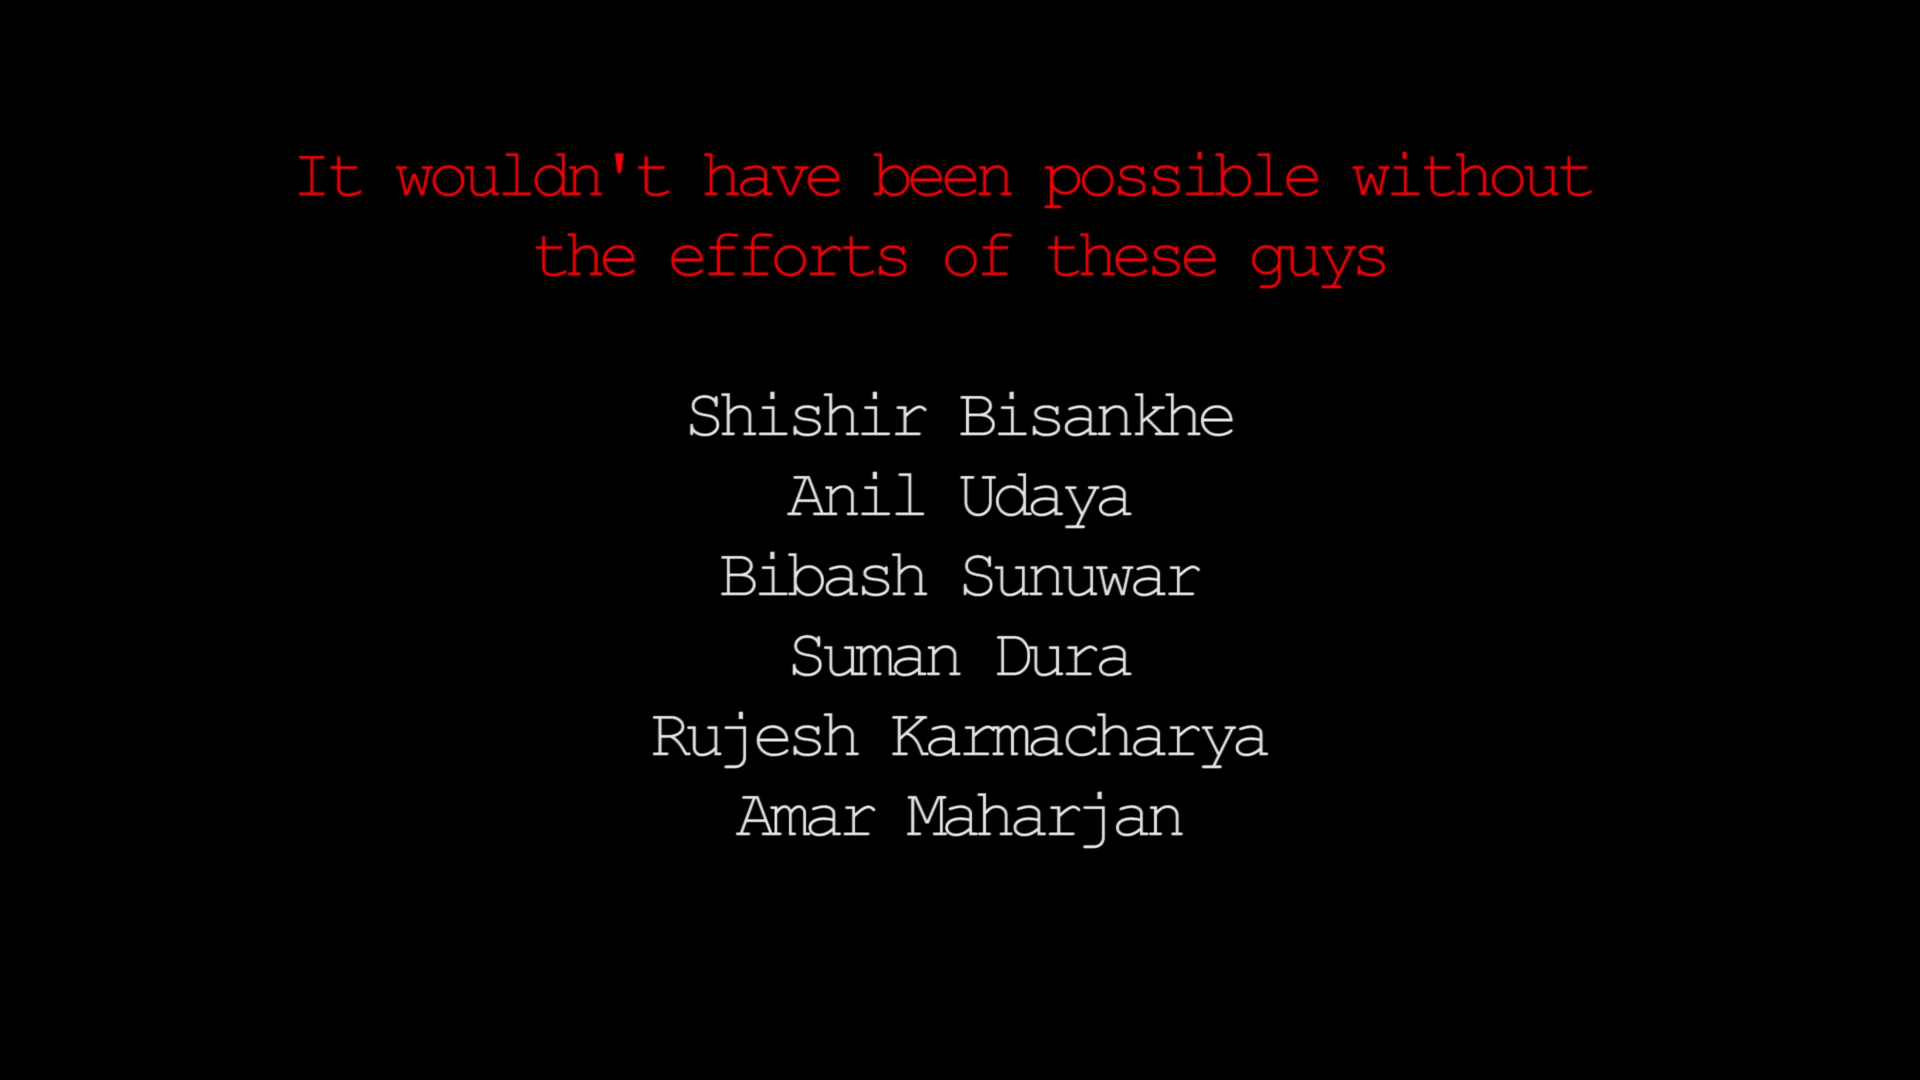 It wouldn't have been possible without
the efforts of these guys
Shishir Bisankhe
Anil Udaya
Bibash Sunuwar
Suman Dura
Rujesh Karmacharya
Amar Maharjan